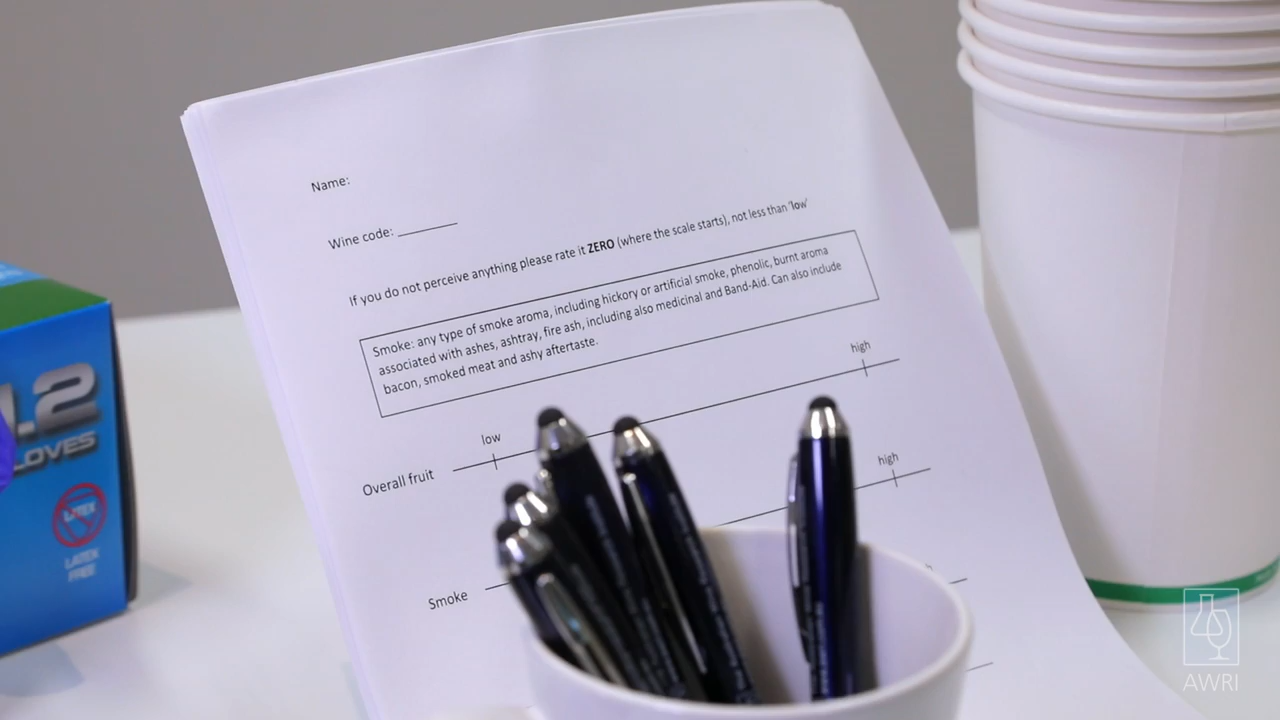 Name:
Wine code: ________
If you do not perceive anything please rate it ZERO (where the scale starts), not less than 'low'
Smoke: any type of smoke aroma, including hickory or artificial smoke, phenolic, burnt aroma
associated with ashes, ashtray, fire ash, including also medicinal and Band-Aid. Can also include
bacon, smoked meat and ashy aftertaste.
low
high
Overall fruit
high
Smoke
.2
LOVES
LATEX
LATEX
FREE
AWRI